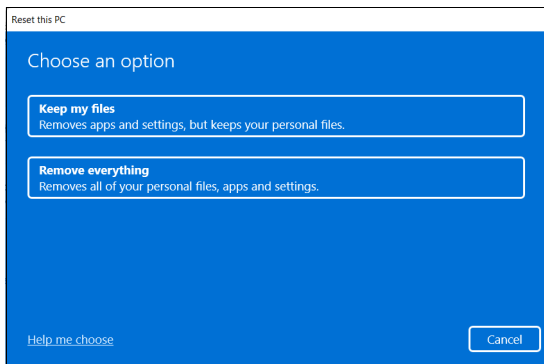 Reset this PC
Choose an option
Keep my files
Removes apps and settings, but keeps your personal files.
Remove everything
Removes all of your personal files, apps and settings.
Help me choose
Cancel